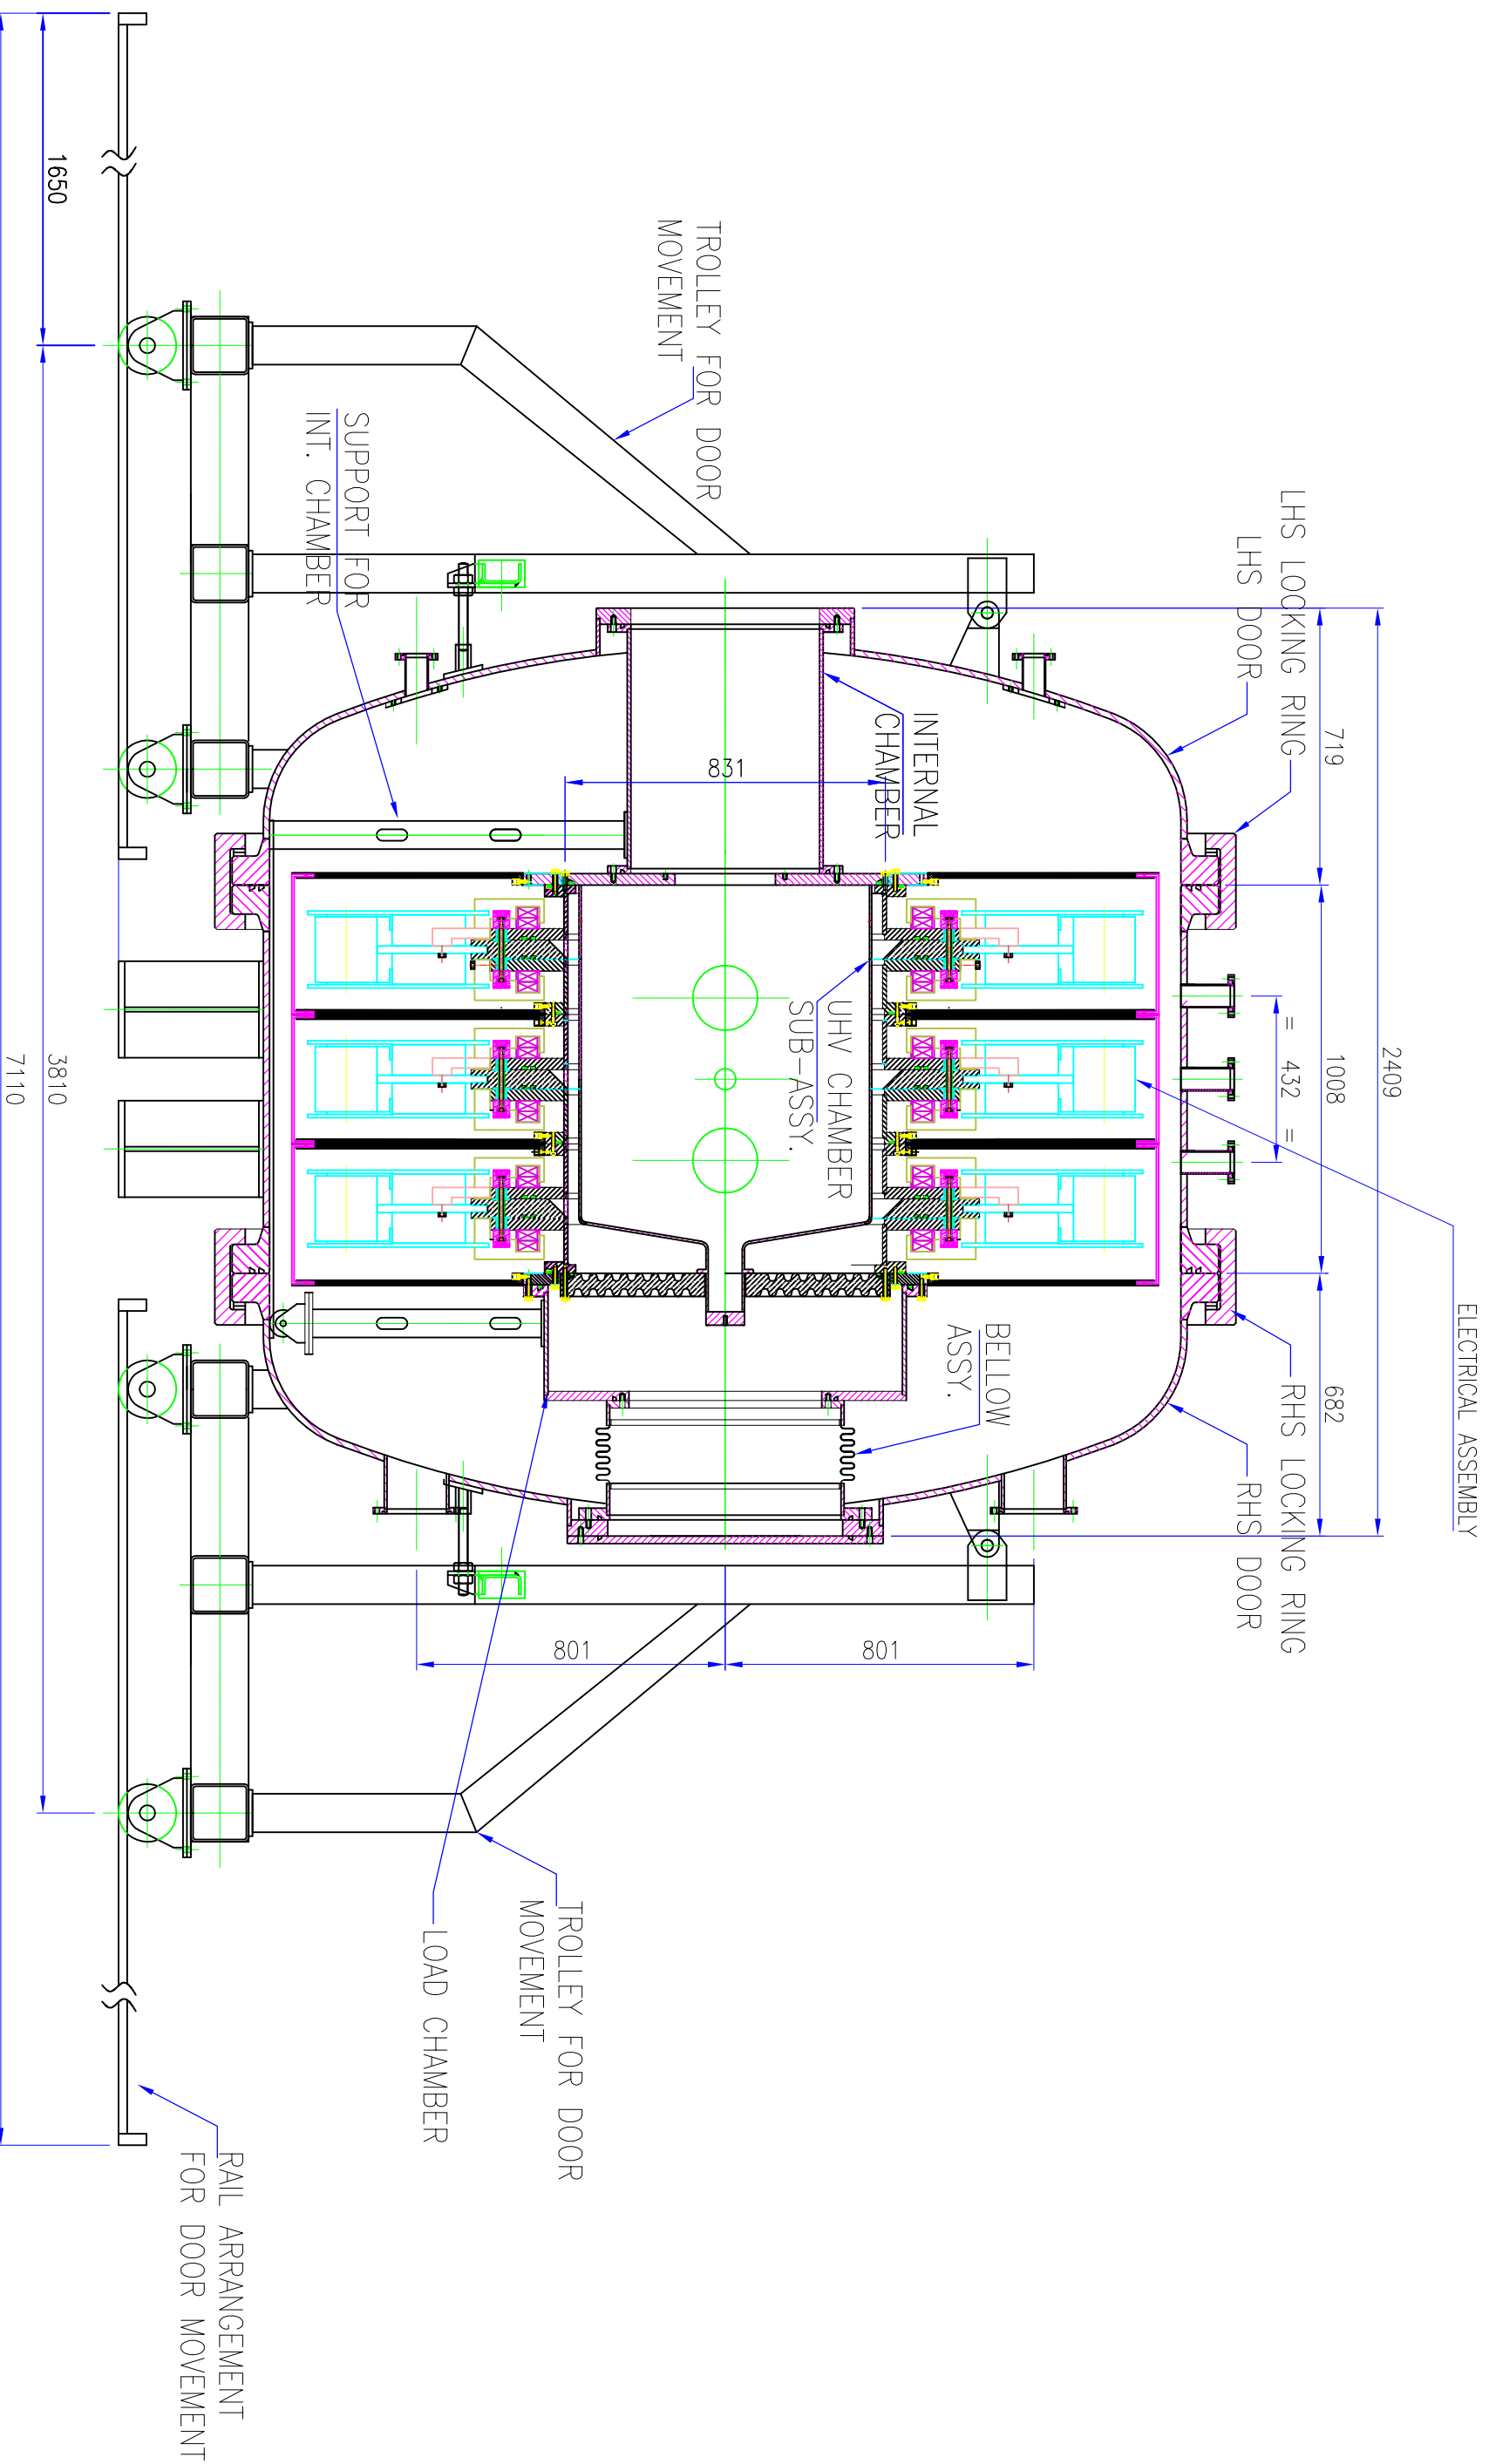 ELECTRICAL ASSEMBLY
2409
719
1008
682
= 432 =
LHS LOCKING RING
LHS DOOR
RHS LOCKING RING
RHS DOOR
INTERNAL
CHAMBER
831
UHV CHAMBER
SUB-ASSY.
BELLOW
ASSY.
801
801
TROLLEY FOR DOOR
MOVEMENT
SUPPORT FOR
INT. CHAMBER
TROLLEY FOR DOOR
MOVEMENT
LOAD CHAMBER
RAIL ARRANGEMENT
FOR DOOR MOVEMENT
1650
3810
7110